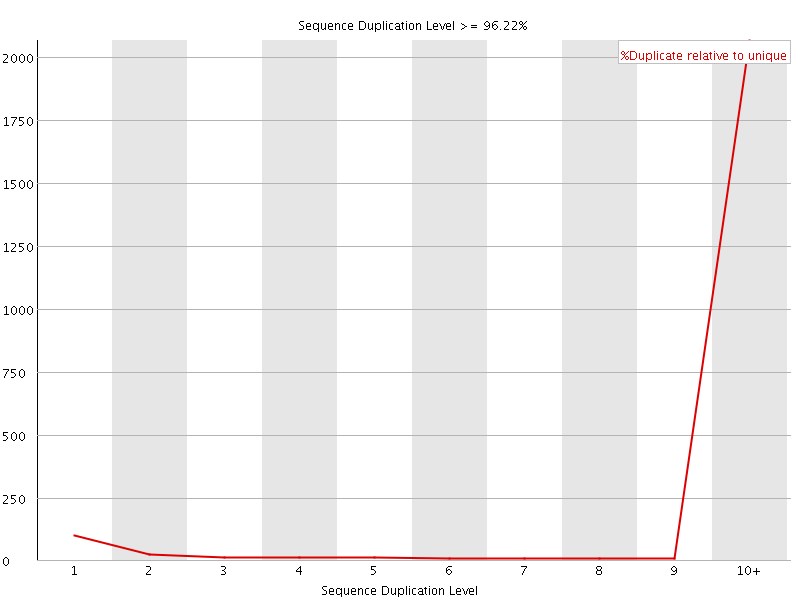 Sequence Duplication Level >= 96.22%
%Duplicate relative to unique
2000
1750
1500
1250
1000
750
500
250
0
1 2 3 4 5 6 7 8 9 10+
Sequence Duplication Level